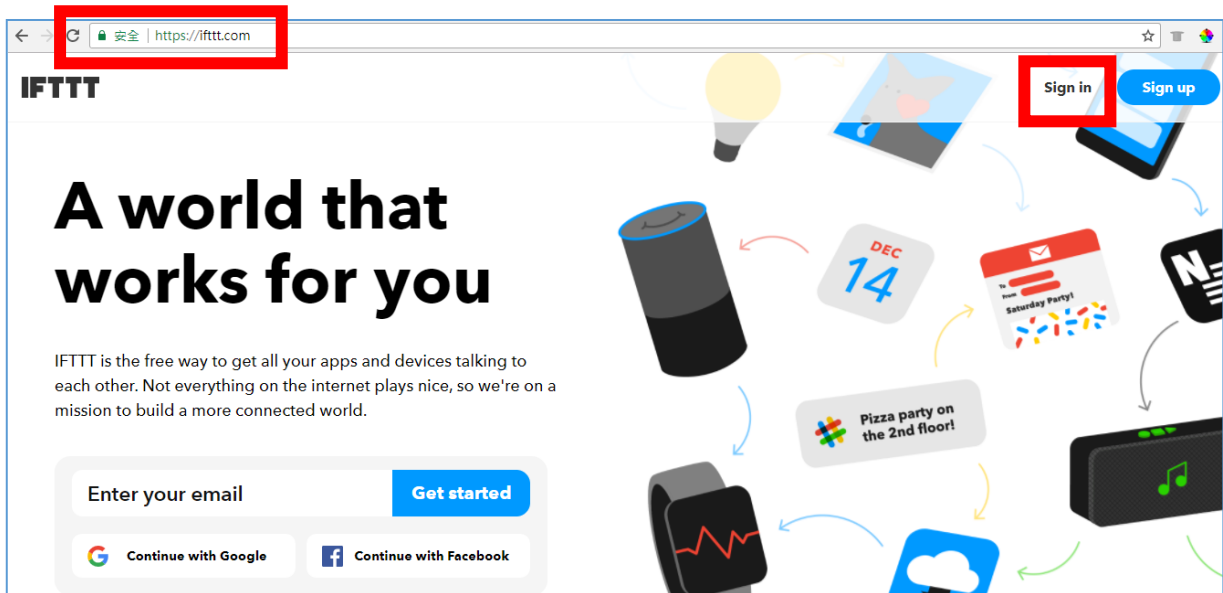 安全 | https://ifttt.com
IFTTT
Sign in
Sign up
A world that
works for you
IFTTT is the free way to get all your apps and devices talking to
each other. Not everything on the internet plays nice, so we're on a
mission to build a more connected world.
Enter your email
Get started
G Continue with Google
f Continue with Facebook
DEC
14
To
From
Saturday Party!
N
Pizza party on
the 2nd floor!